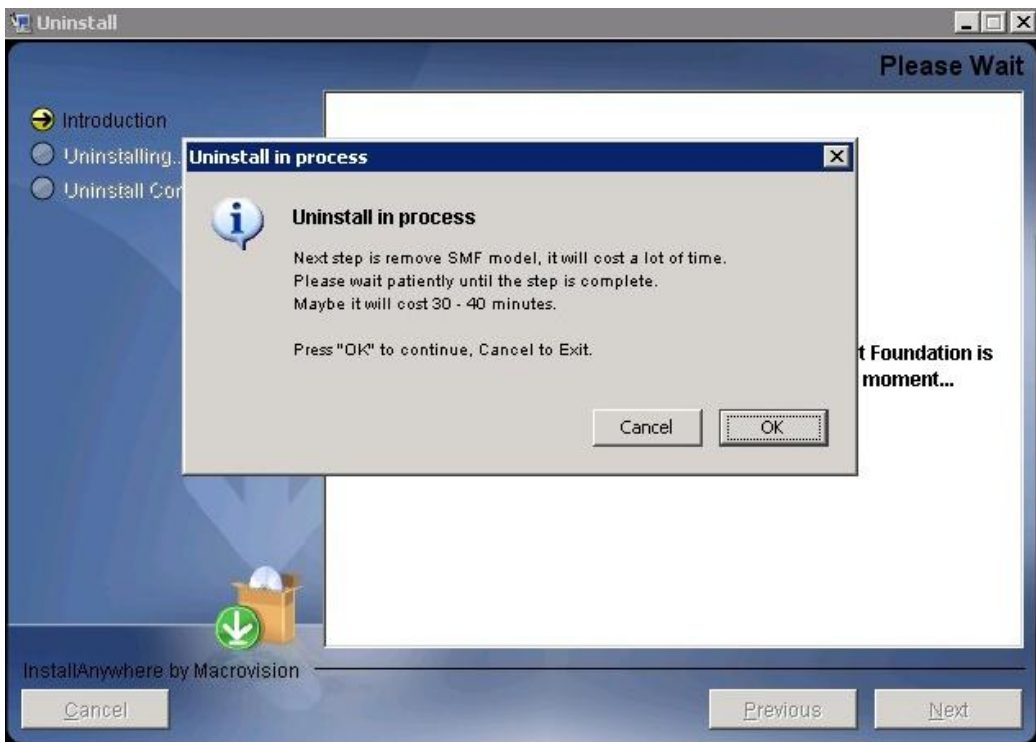 Uninstall
Please Wait
Introduction
Uninstalling..
Uninstall Cor
Uninstall in process
Uninstall in process
Next step is remove SMF model, it will cost a lot of time.
Please wait patiently until the step is complete.
Maybe it will cost 30 - 40 minutes.
Press "OK" to continue, Cancel to Exit.
Cancel
OK
t Foundation is
moment...
InstallAnywhere by Macrovision
Cancel
Previous
Next